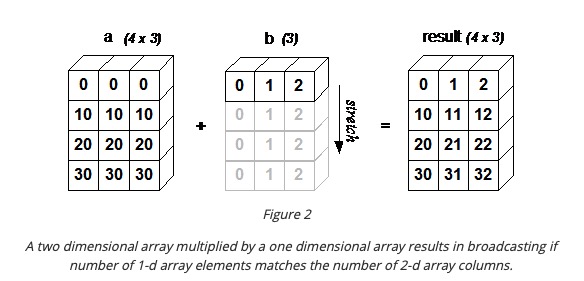 a (4 x 3) b (3) result (4 x 3)
0 0 0 0 1 2 0 1 2
10 10 10 0 1 2 10 11 12
+ stretch =
20 20 20 0 1 2 20 21 22
30 30 30 0 1 2 30 31 32
Figure 2
A two dimensional array multiplied by a one dimensional array results in broadcasting if
number of 1-d array elements matches the number of 2-d array columns.